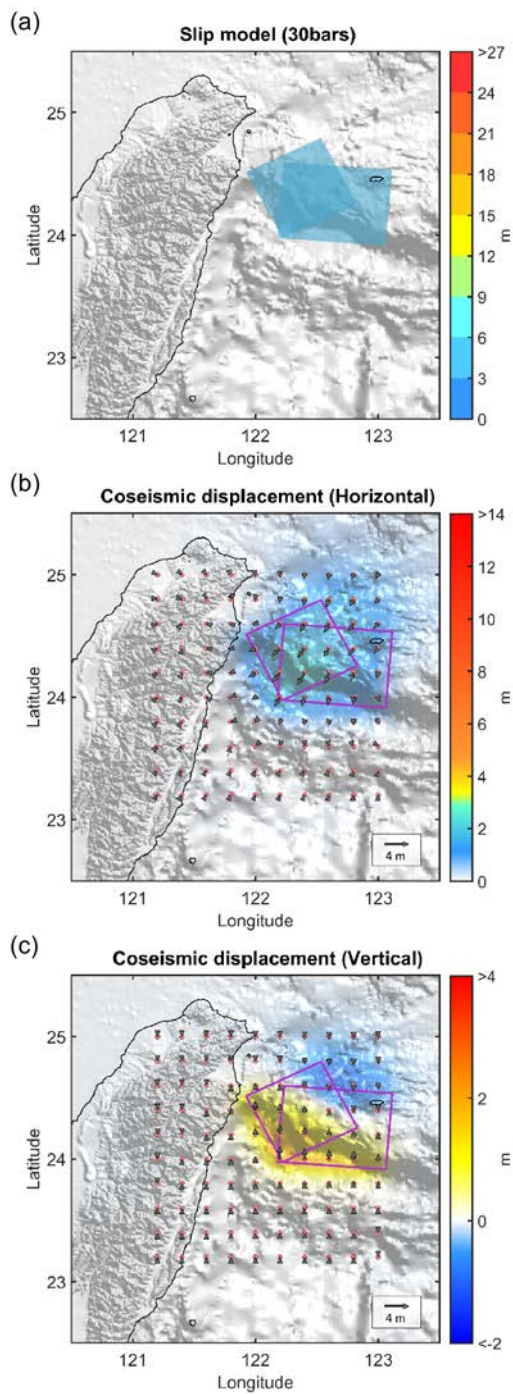 (a)
Slip model (30bars)
25
24
23
Latitude
121
122
123
Longitude
>27
24
21
18
15
12
9
6
3
0
m
(b)
Coseismic displacement (Horizontal)
25
24
23
Latitude
121
122
123
Longitude
4 m
>14
12
10
8
6
4
2
0
m
(c)
Coseismic displacement (Vertical)
25
24
23
Latitude
121
122
123
Longitude
4 m
>4
2
0
<-2
m